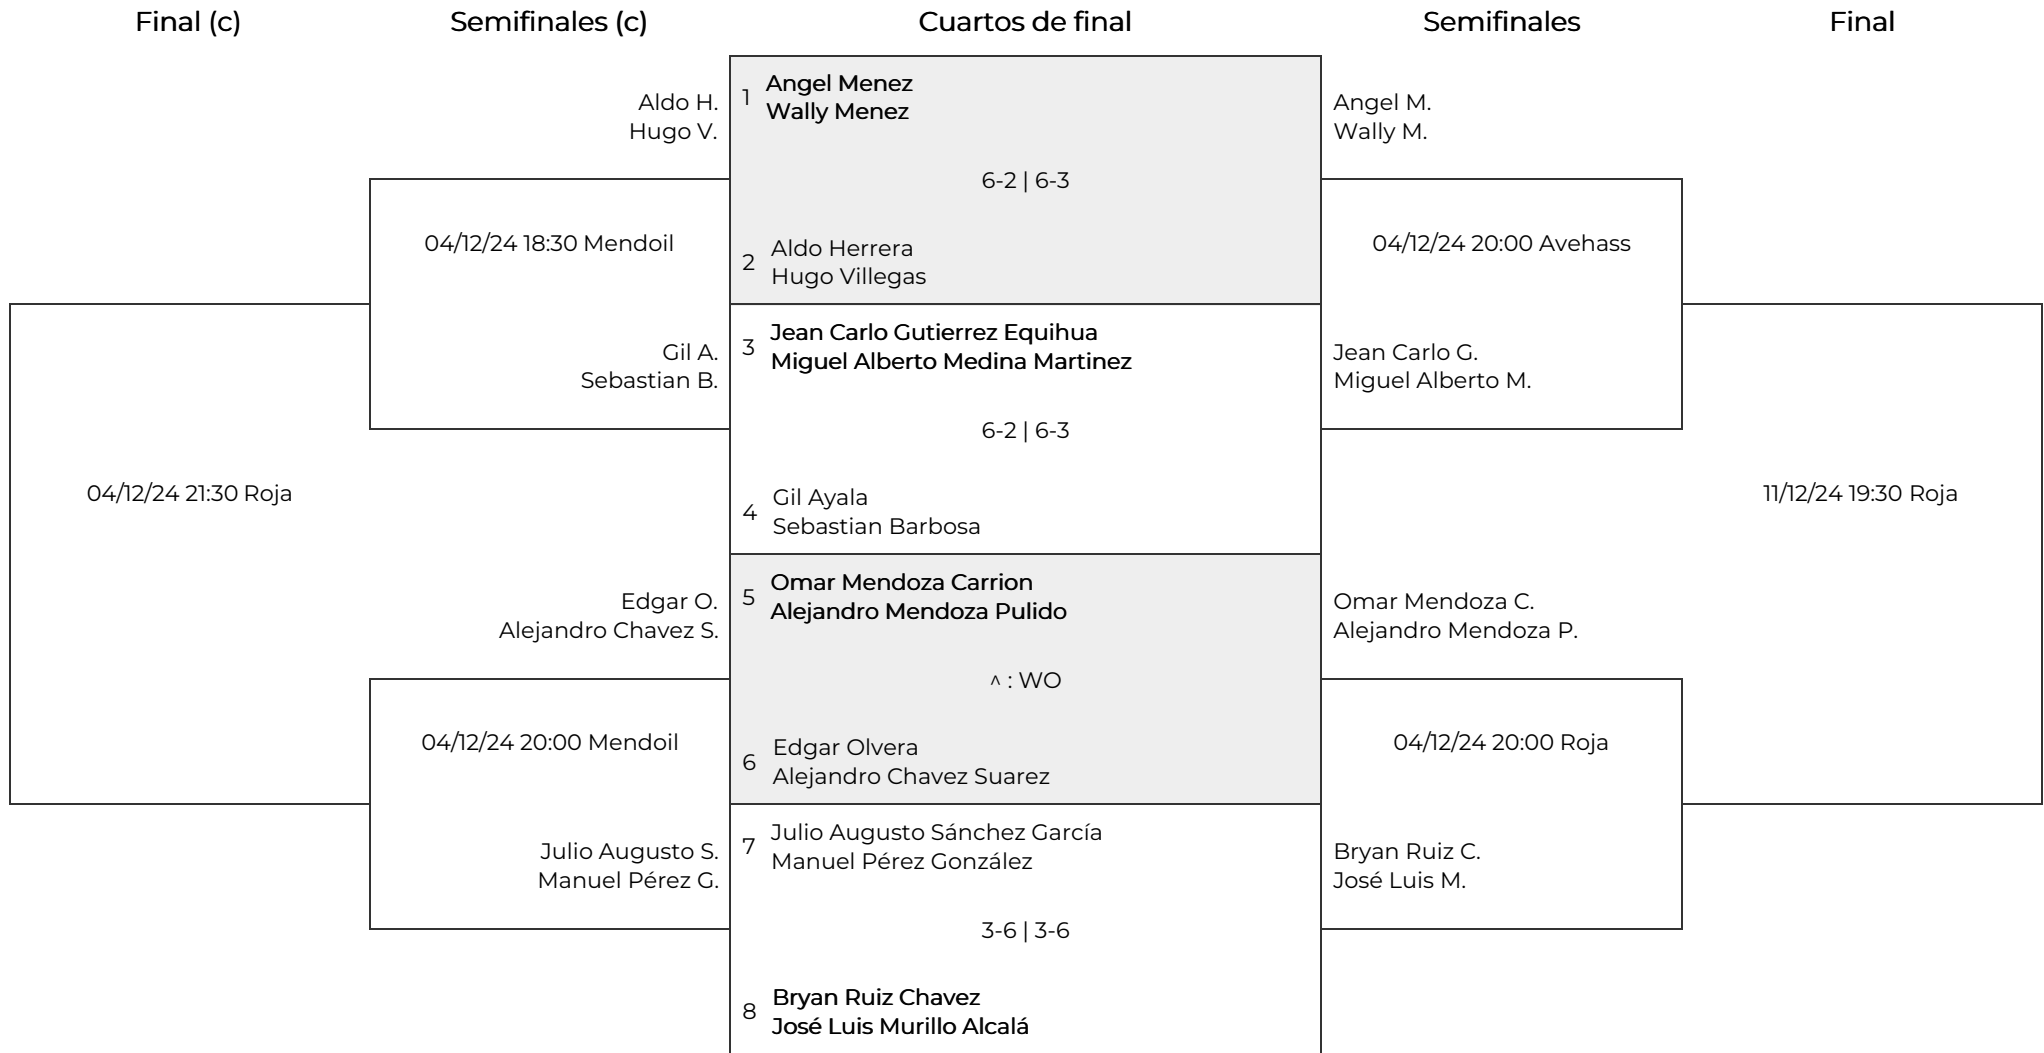 Final (c)
Semifinales (c)
Cuartos de final
Semifinales
Final
Aldo H.
Hugo V.
04/12/24 18:30 Mendoil
Gil A.
Sebastian B.
04/12/24 21:30 Roja
Edgar O.
Alejandro Chavez S.
04/12/24 20:00 Mendoil
Julio Augusto S.
Manuel Pérez G.
1
Angel Menez
Wally Menez
6-2 | 6-3
2
Aldo Herrera
Hugo Villegas
3
Jean Carlo Gutierrez Equihua
Miguel Alberto Medina Martinez
6-2 | 6-3
4
Gil Ayala
Sebastian Barbosa
5
Omar Mendoza Carrion
Alejandro Mendoza Pulido
^ : WO
6
Edgar Olvera
Alejandro Chavez Suarez
7
Julio Augusto Sánchez García
Manuel Pérez González
3-6 | 3-6
8
Bryan Ruiz Chavez
José Luis Murillo Alcalá
Angel M.
Wally M.
04/12/24 20:00 Avehass
Jean Carlo G.
Miguel Alberto M.
11/12/24 19:30 Roja
Omar Mendoza C.
Alejandro Mendoza P.
04/12/24 20:00 Roja
Bryan Ruiz C.
José Luis M.